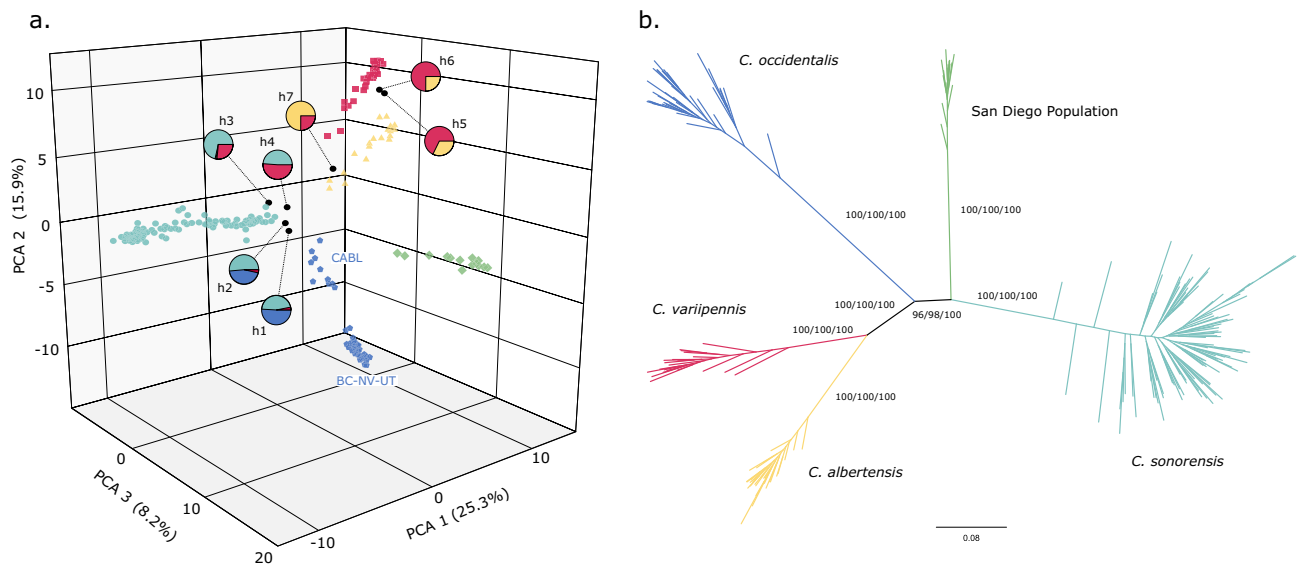 a.
10
5
0
-5
-10
PCA 2 (15.9%)
h6
h7
h3
h4
h5
h2
h1
CABL
BC-NV-UT
0
10
20
PCA 3 (8.2%)
-10
0
10
PCA 1 (25.3%)
b.
C. occidentalis
San Diego Population
100/100/100
100/100/100
100/100/100
100/100/100
96/98/100
C. variipennis
100/100/100
100/100/100
C. albertensis
C. sonorensis
0.08